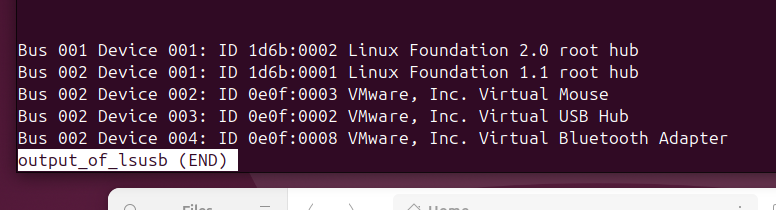 Bus 001 Device 001: ID 1d6b:0002 Linux Foundation 2.0 root hub
Bus 002 Device 001: ID 1d6b:0001 Linux Foundation 1.1 root hub
Bus 002 Device 002: ID 0e0f:0003 VMware, Inc. Virtual Mouse
Bus 002 Device 003: ID 0e0f:0002 VMware, Inc. Virtual USB Hub
Bus 002 Device 004: ID 0e0f:0008 VMware, Inc. Virtual Bluetooth Adapter
output_of_lsusb (END)
Files Home